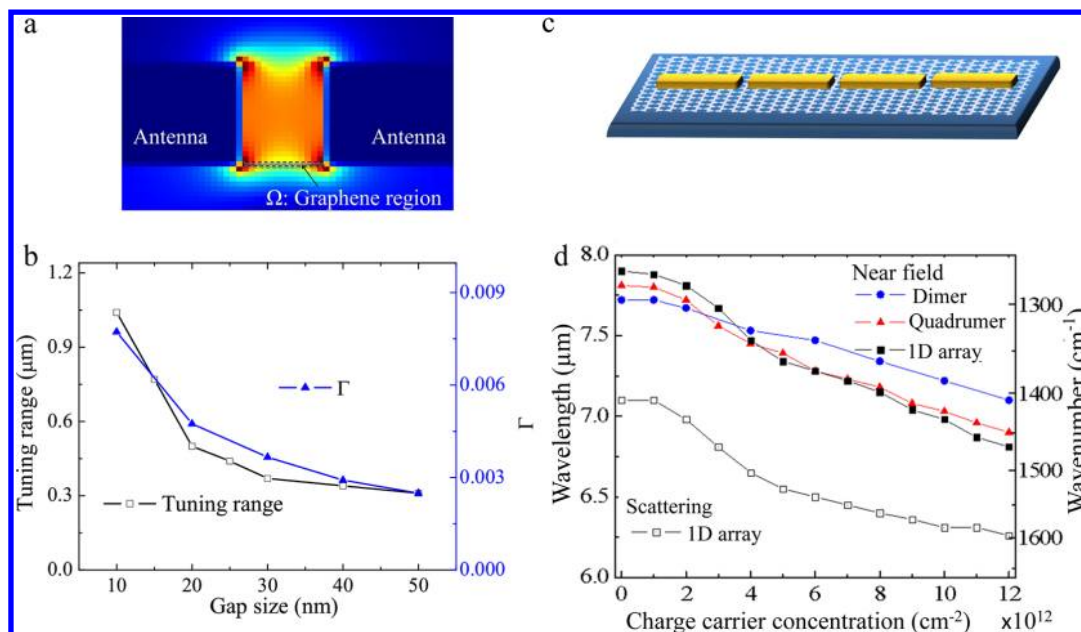 a
Antenna
Antenna
Ω: Graphene region
c
b
1.2
0.9
0.6
0.3
0.0
Tuning range (μm)
0.009
0.006
0.003
0.000
Γ
Γ
Tuning range
10
20
30
40
50
Gap size (nm)
d
8.0
7.5
7.0
6.5
6.0
Wavelength (μm)
Near field
Dimer
Quadrumer
1D array
Scattering
1D array
1300
1400
1500
1600
Wavenumber (cm-1)
0
2
4
6
8
10
12
Charge carrier concentration (cm-2) x1012